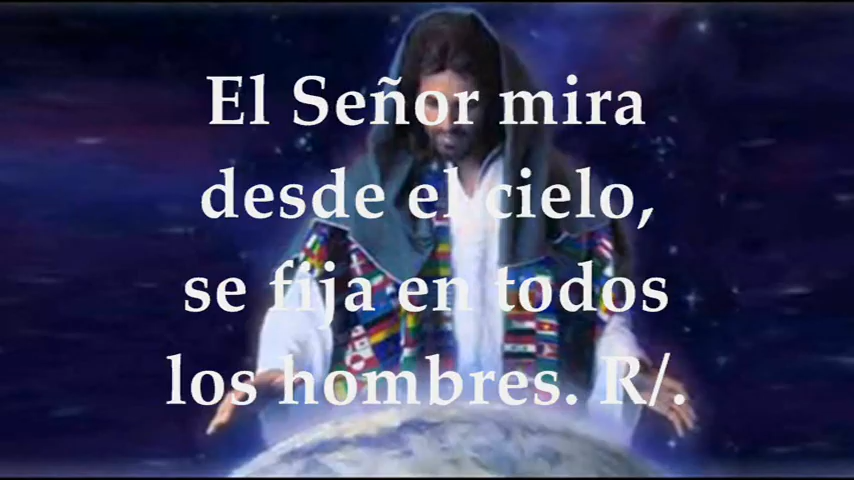 El Señor mira
desde el cielo,
se fija en todos
los hombres. R/.